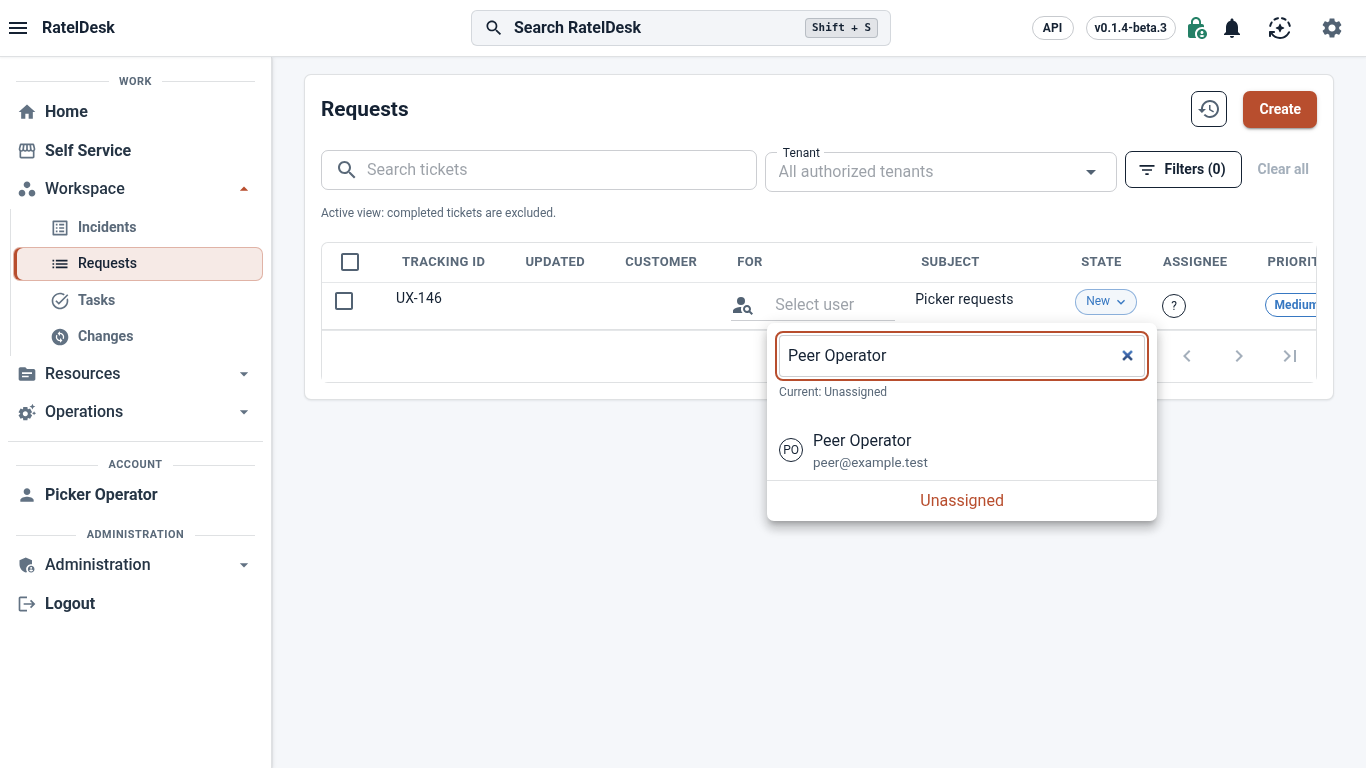 RatelDesk
Search RatelDesk
Shift + S
API
v0.1.4-beta.3
WORK
Home
Self Service
Workspace
Incidents
Requests
Tasks
Changes
Resources
Operations
ACCOUNT
Picker Operator
ADMINISTRATION
Administration
Logout
Requests
Create
Search tickets
Tenant
All authorized tenants
Filters (0)
Clear all
Active view: completed tickets are excluded.
TRACKING ID UPDATED CUSTOMER FOR SUBJECT STATE ASSIGNEE PRIORIT
UX-146 Select user Picker requests New ? Medium
Peer Operator
Current: Unassigned
PO
Peer Operator
peer@example.test
Unassigned